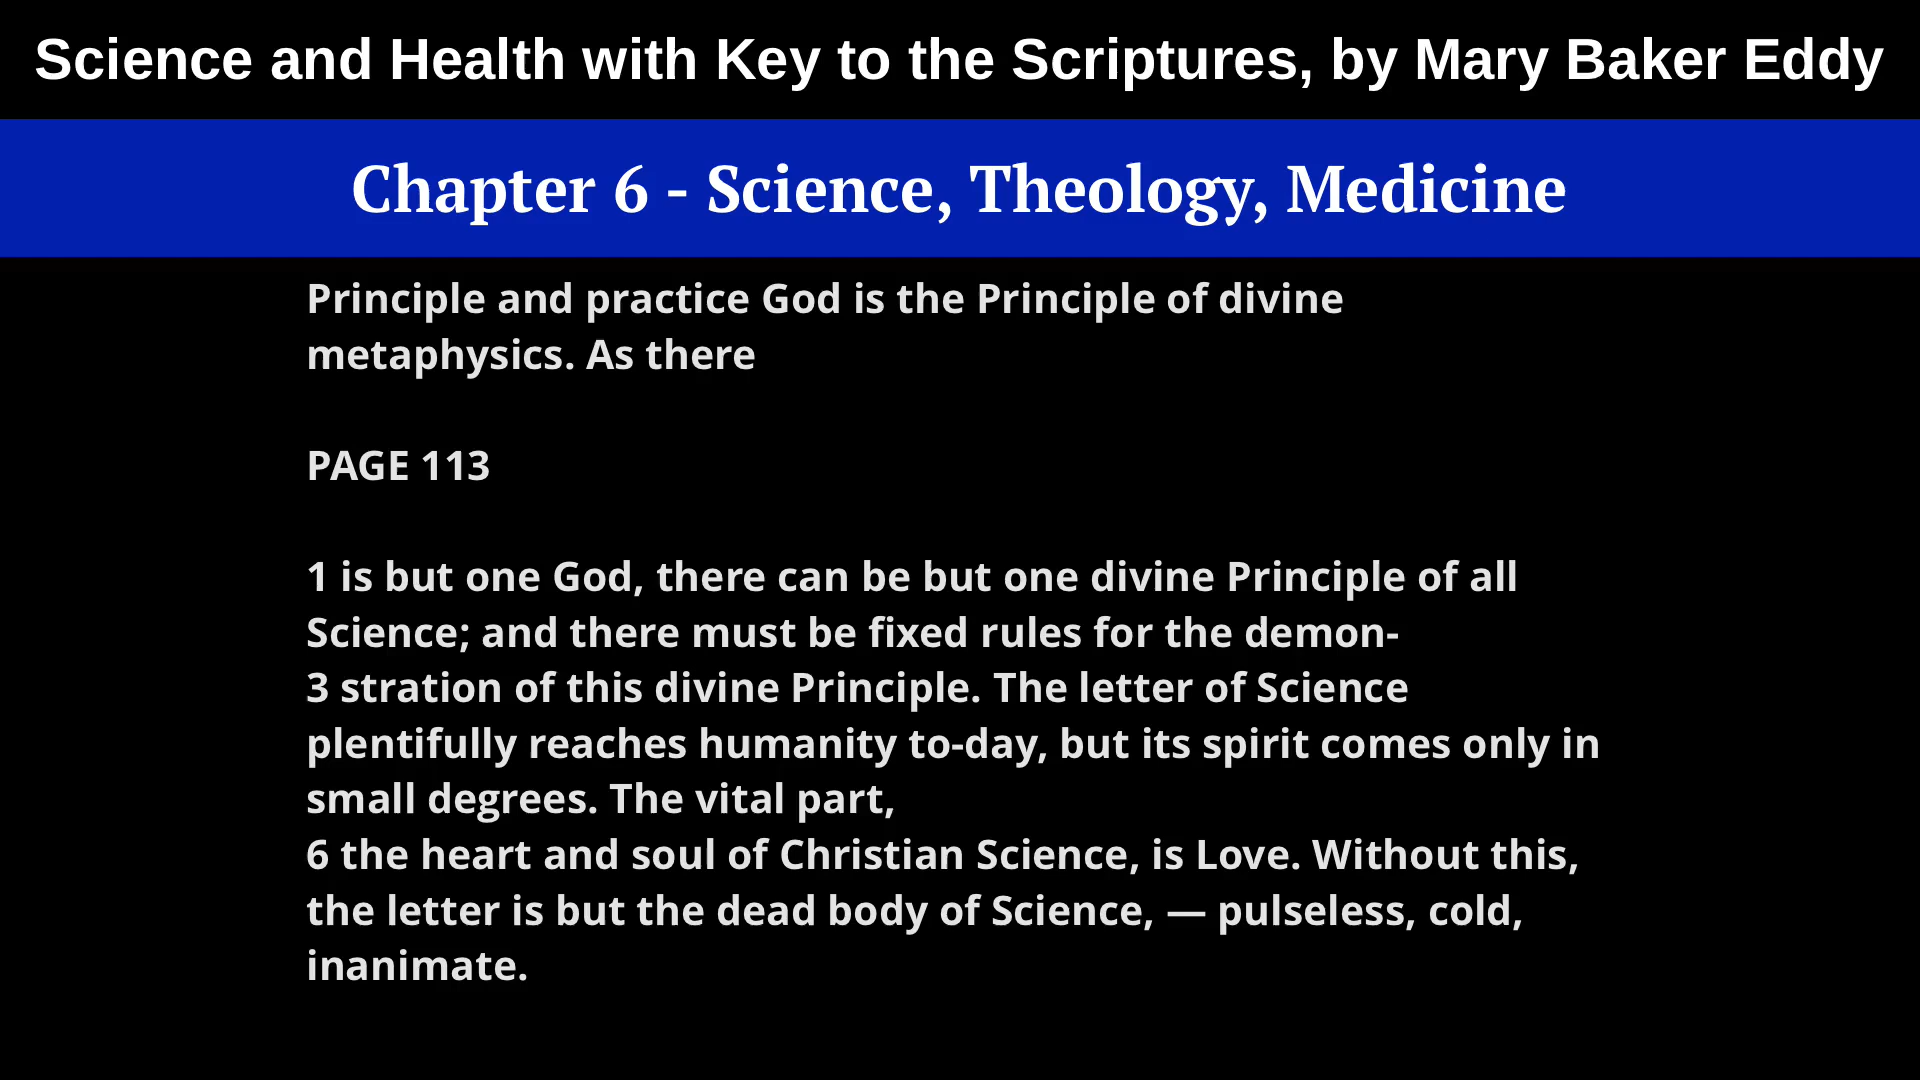 Science and Health with Key to the Scriptures, by Mary Baker Eddy
Chapter 6 - Science, Theology, Medicine
Principle and practice God is the Principle of divine
metaphysics. As there
PAGE 113
1 is but one God, there can be but one divine Principle of all
Science; and there must be fixed rules for the demon-
3 stration of this divine Principle. The letter of Science
plentifully reaches humanity to-day, but its spirit comes only in
small degrees. The vital part,
6 the heart and soul of Christian Science, is Love. Without this,
the letter is but the dead body of Science, — pulseless, cold,
inanimate.